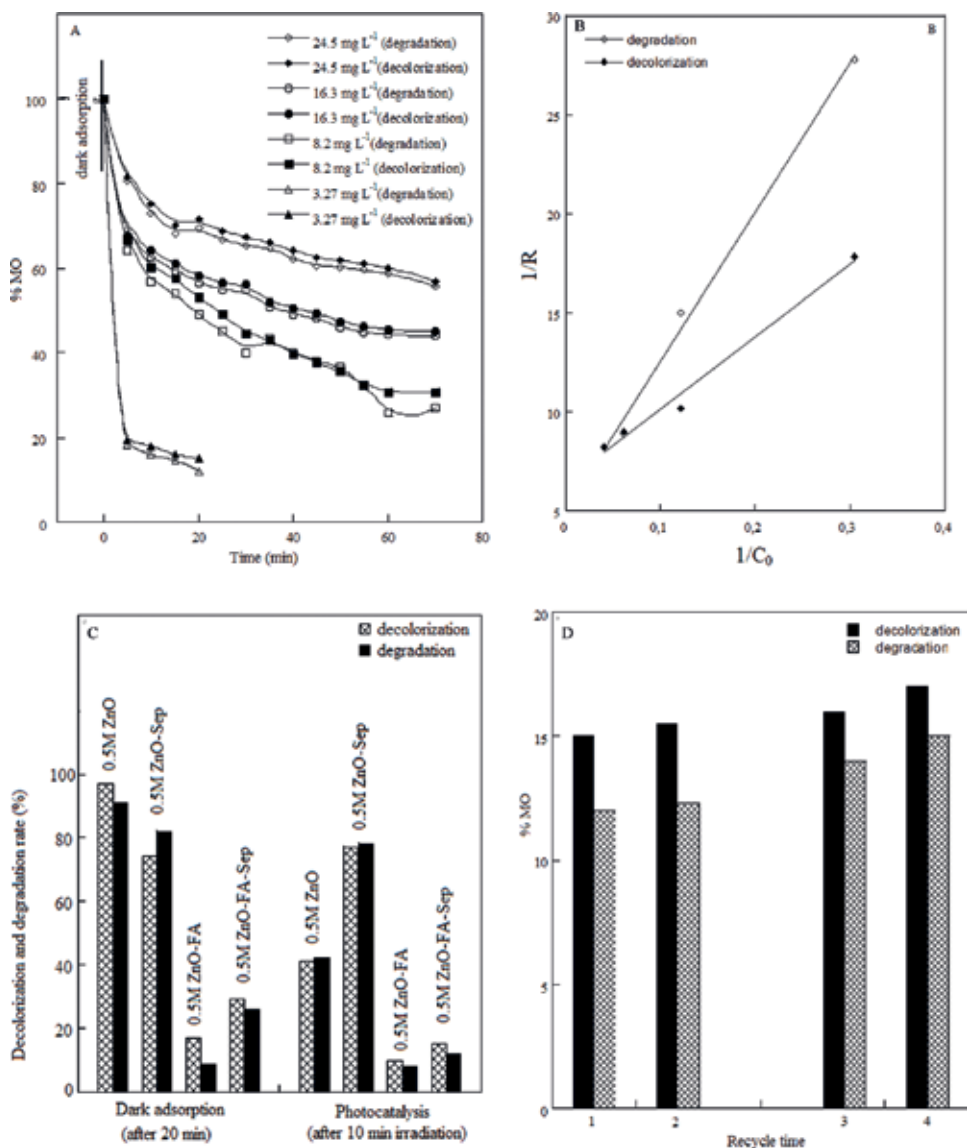 A
24.5 mg L⁻¹ (degradation)
24.5 mg L⁻¹ (decolorization)
16.3 mg L⁻¹ (degradation)
16.3 mg L⁻¹ (decolorization)
8.2 mg L⁻¹ (degradation)
8.2 mg L⁻¹ (decolorization)
3.27 mg L⁻¹ (degradation)
3.27 mg L⁻¹ (decolorization)
dark adsorption
% MO
100
80
60
40
20
0
0 20 40 60 80
Time (min)
B
B
degradation
decolorization
1/R
30
25
20
15
10
5
0 0,1 0,2 0,3 0,4
1/C₀
C
decolorization
degradation
Decolorization and degradation rate (%)
100
80
60
40
20
0
0.5M ZnO
0.5M ZnO-Sep
0.5M ZnO-FA
0.5M ZnO-FA-Sep
0.5M ZnO
0.5M ZnO-Sep
0.5M ZnO-FA
0.5M ZnO-FA-Sep
Dark adsorption
(after 20 min)
Photocatalysis
(after 10 min irradiation)
D
decolorization
degradation
% MO
20
15
10
5
0
1 2 3 4
Recycle time